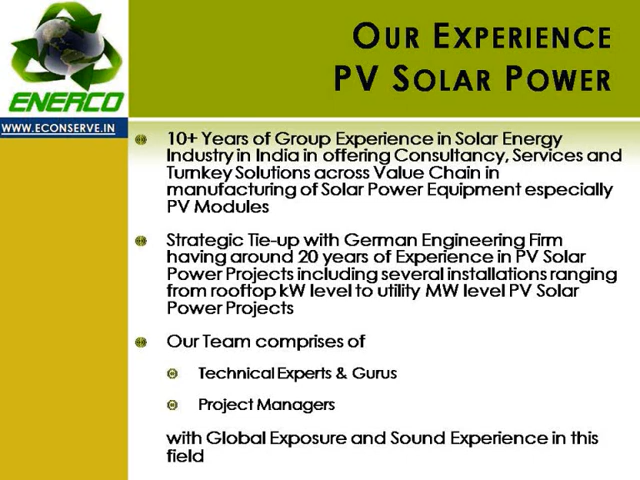 ENERCO
WWW.ECONSERVE.IN
OUR EXPERIENCE
PV SOLAR POWER
10+ Years of Group Experience in Solar Energy
Industry in India in offering Consultancy, Services and
Turnkey Solutions across Value Chain in
manufacturing of Solar Power Equipment especially
PV Modules
Strategic Tie-up with German Engineering Firm
having around 20 years of Experience in PV Solar
Power Projects including several installations ranging
from rooftop kW level to utility MW level PV Solar
Power Projects
Our Team comprises of
Technical Experts & Gurus
Project Managers
with Global Exposure and Sound Experience in this
field